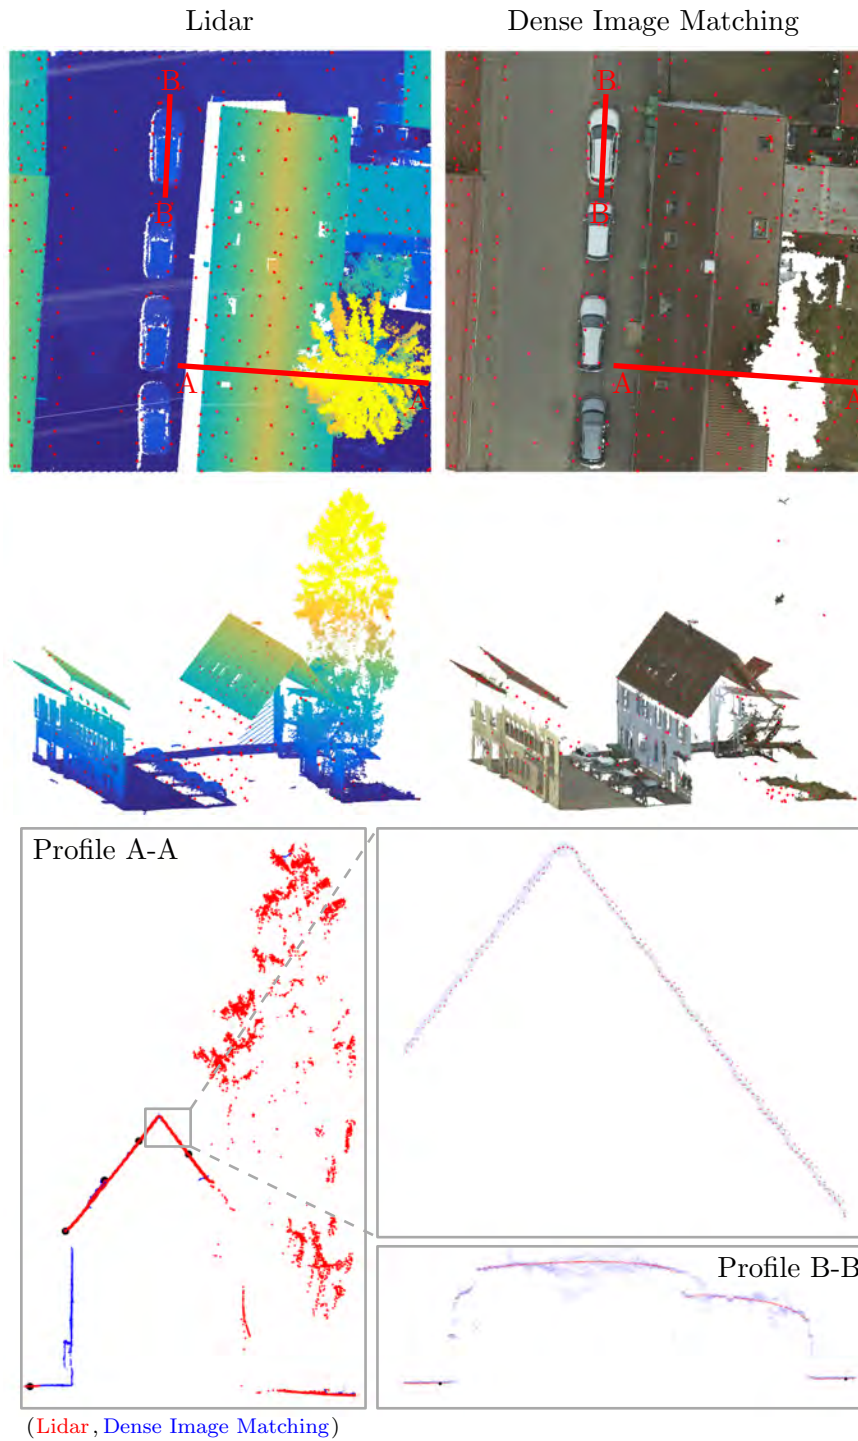 Lidar
Dense Image Matching
B
B
B
B
A
A
A
A
Profile A-A
Profile B-B
(Lidar, Dense Image Matching)